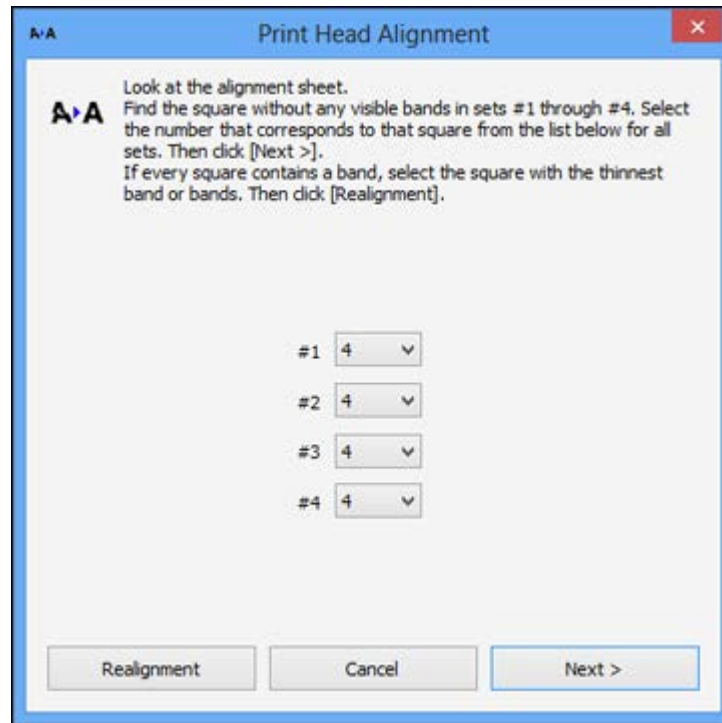 A›A Print Head Alignment
Look at the alignment sheet.
A›A
Find the square without any visible bands in sets #1 through #4. Select
the number that corresponds to that square from the list below for all
sets. Then click [Next >].
If every square contains a band, select the square with the thinnest
band or bands. Then click [Realignment].
#1 4
#2 4
#3 4
#4 4
Realignment Cancel Next >